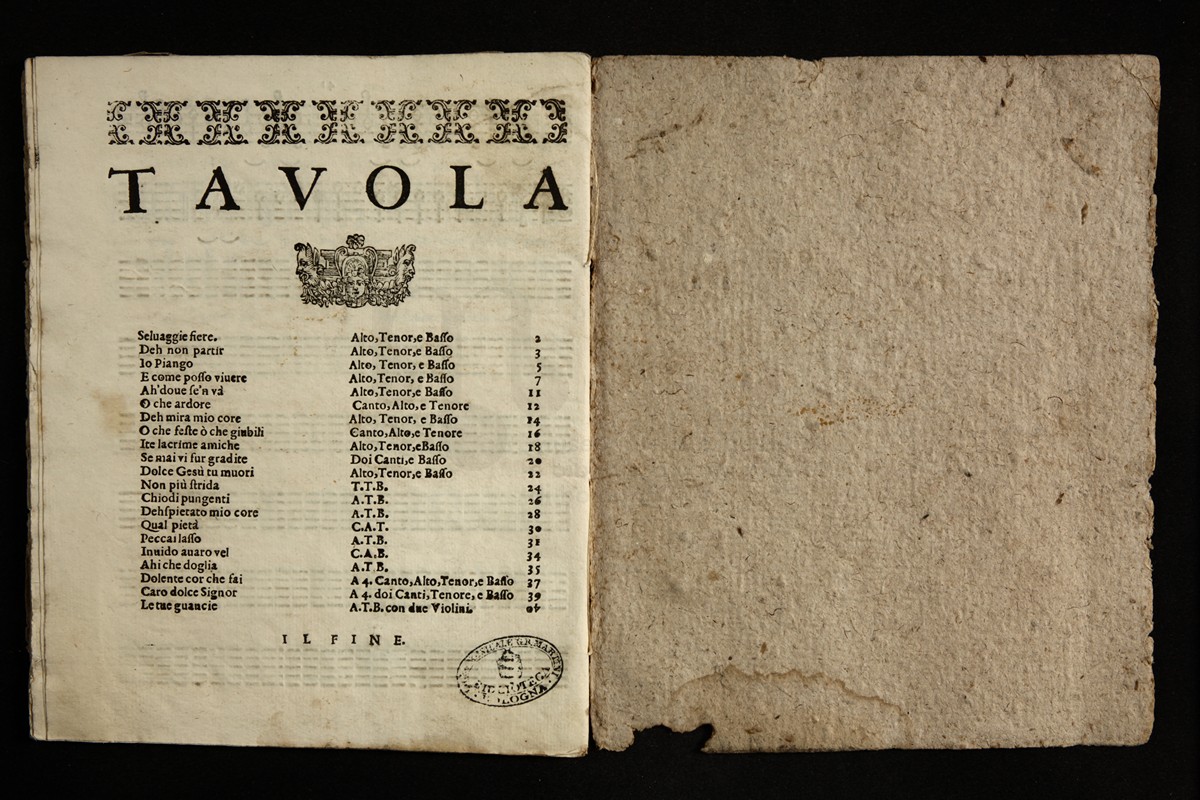 TAVOLA
Seluaggie fiere. Alto,Tenor,e Baſſo 2
Deh non partir Alto,Tenor,e Baſſo 3
Io Piango Alto, Tenor, e Baſſo 5
E come poſſo viuere Alto,Tenor, e Baſſo 7
Ah'doue ſe'n và Alto,Tenor,e Baſſo 11
O che ardore Canto,Alto,e Tenore 12
Deh mira mio core Alto, Tenor, e Baſſo 14
O che feſte ò che giubili Canto,Alto,e Tenore 16
Ite lacrime amiche Alto,Tenor,eBaſſo 18
Se mai vi fur gradite Doi Canti,e Baſſo 20
Dolce Gesù tu muori Alto,Tenor,e Baſſo 22
Non più ſtrida T.T.B. 24
Chiodi pungenti A.T.B. 26
Dehſpietato mio core A.T.B. 28
Qual pietà C.A.T. 30
Peccai laſſo A.T.B. 31
Inuido auaro vel C.A.B. 34
Ahi che doglia A.T.B. 35
Dolente cor che fai A 4. Canto,Alto,Tenor,e Baſſo 37
Caro dolce Signor A 4. doi Canti,Tenore, e Baſſo 39
Le tue guancie A.T.B. con due Violini.
IL FINE.
MUSICALE G.B. MARTINI
BIBLIOTECA
BOLOGNA